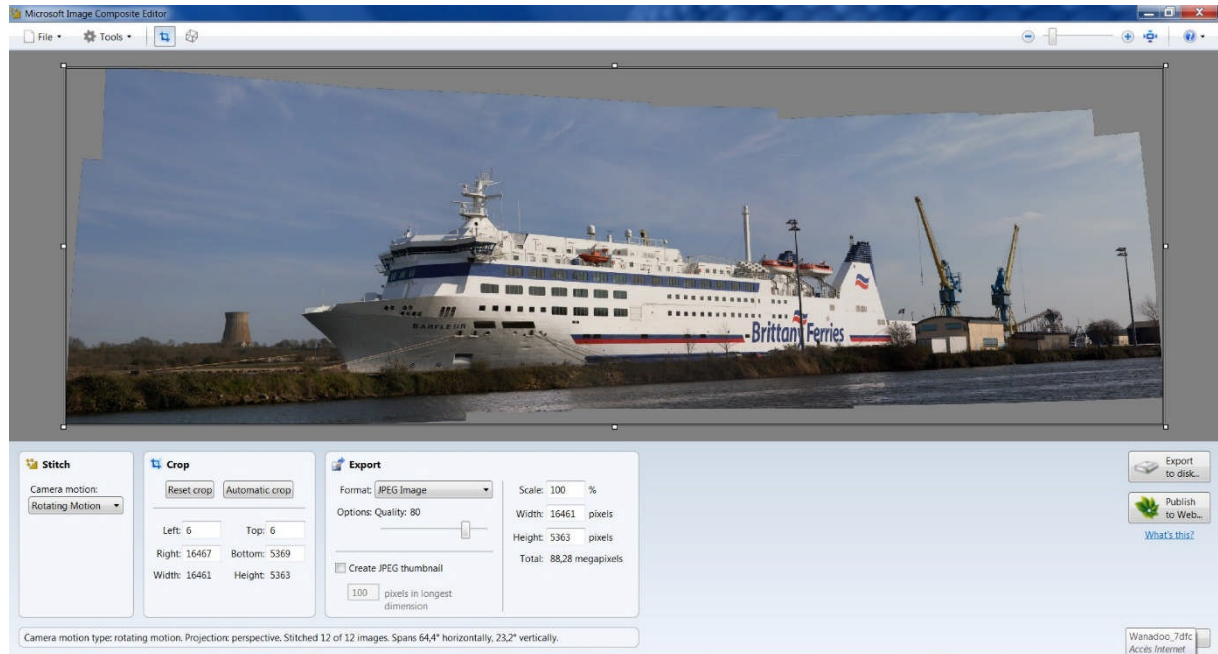 Microsoft Image Composite Editor
File
Tools
BARFLEUR
Brittany Ferries
Stitch
Camera motion:
Rotating Motion
Crop
Reset crop
Automatic crop
Left: 6
Top: 6
Right: 16467
Bottom: 5369
Width: 16461
Height: 5363
Export
Format: JPEG Image
Options: Quality: 80
Create JPEG thumbnail
100 pixels in longest
dimension
Scale: 100 %
Width: 16461 pixels
Height: 5363 pixels
Total: 88,28 megapixels
Export
to disk...
Publish
to Web...
What's this?
Camera motion type: rotating motion. Projection: perspective. Stitched 12 of 12 images. Spans 64,4° horizontally, 23,2° vertically.
Wanadoo_7dfc
Accès Internet